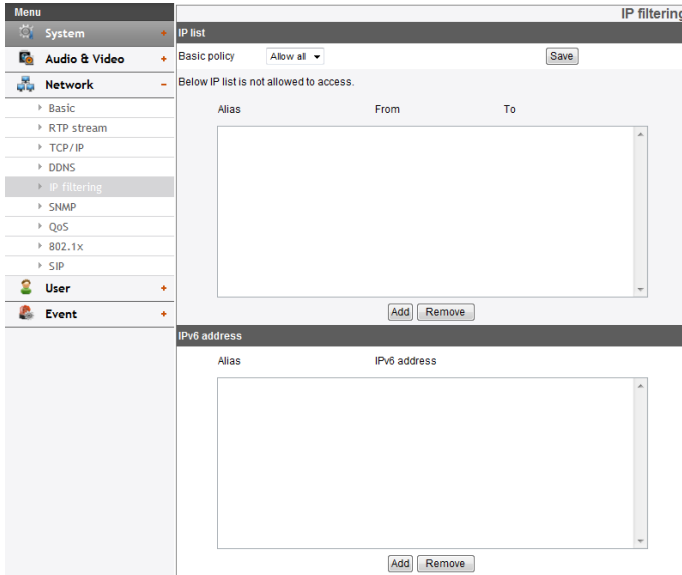 Menu
System
Audio & Video
Network
Basic
RTP stream
TCP/IP
DDNS
IP filtering
SNMP
QoS
802.1x
SIP
User
Event
IP filtering
IP list
Basic policy Allow all Save
Below IP list is not allowed to access.
Alias From To
Add Remove
IPv6 address
Alias IPv6 address
Add Remove